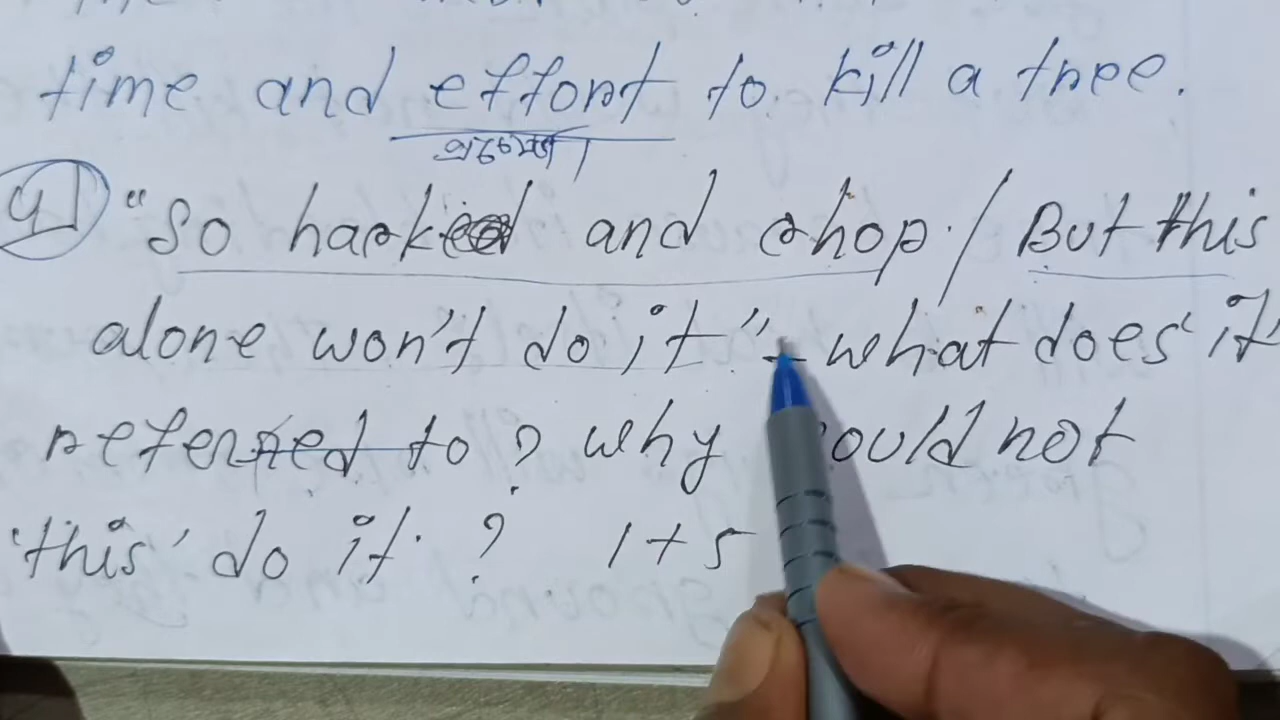 time and effort to kill a tree.
প্রচেষ্টা
4) "So hack and chop. / But this
alone won't do it" - what does 'it'
referred to? why could not
'this' do it? 1+5